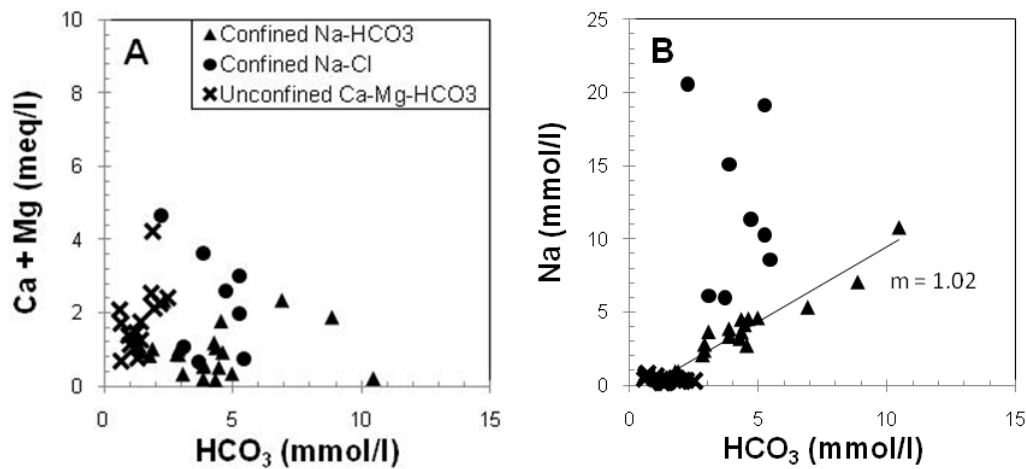 A
Confined Na-HCO3
Confined Na-Cl
Unconfined Ca-Mg-HCO3
10
8
6
4
2
0
Ca + Mg (meq/l)
0 5 10 15
HCO3 (mmol/l)
B
25
20
15
10
5
0
Na (mmol/l)
m = 1.02
0 5 10 15
HCO3 (mmol/l)